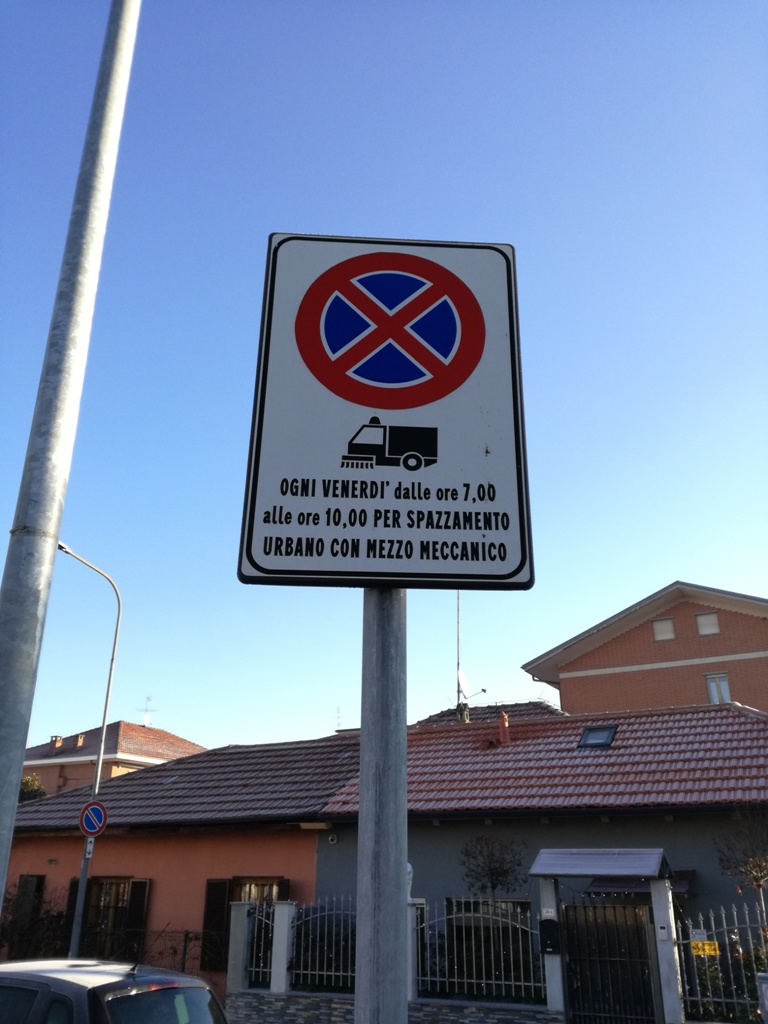 OGNI VENERDI' dalle ore 7,00
alle ore 10,00 PER SPAZZAMENTO
URBANO CON MEZZO MECCANICO